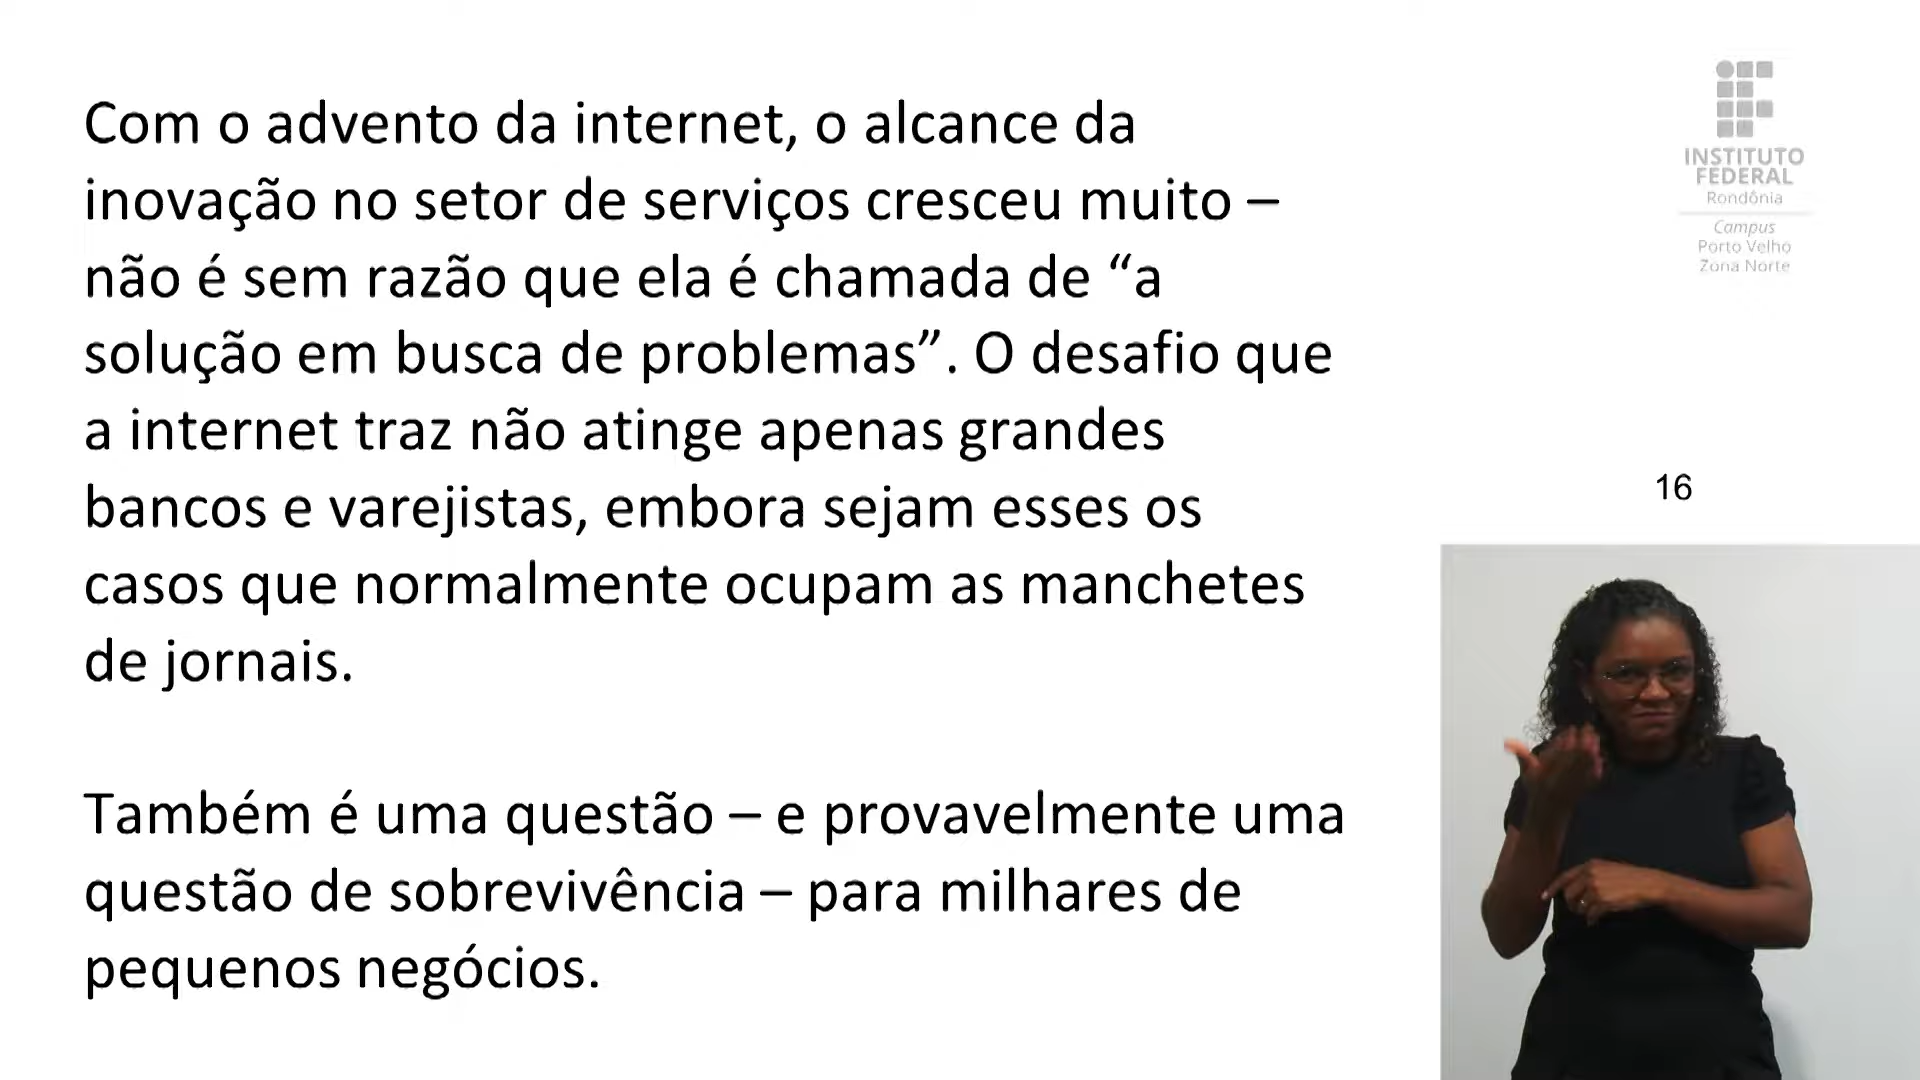 Com o advento da internet, o alcance da
inovação no setor de serviços cresceu muito –
não é sem razão que ela é chamada de “a
solução em busca de problemas”. O desafio que
a internet traz não atinge apenas grandes
bancos e varejistas, embora sejam esses os
casos que normalmente ocupam as manchetes
de jornais.
Também é uma questão – e provavelmente uma
questão de sobrevivência – para milhares de
pequenos negócios.
INSTITUTO
FEDERAL
Rondônia
Campus
Porto Velho
Zona Norte
16